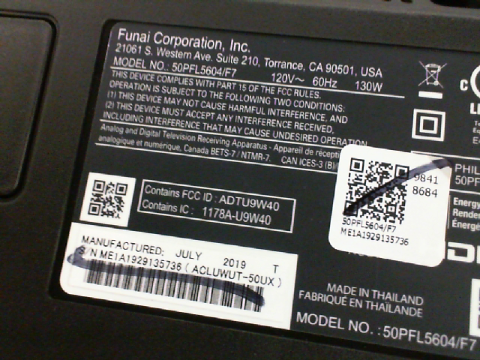 Funai Corporation, Inc.
21061 S. Western Ave. Suite 210, Torrance, CA 90501, USA
MODEL NO.: 50PFL5604/F7 120V~ 60Hz 130W
THIS DEVICE COMPLIES WITH PART 15 OF THE FCC RULES.
OPERATION IS SUBJECT TO THE FOLLOWING TWO CONDITIONS:
(1) THIS DEVICE MAY NOT CAUSE HARMFUL INTERFERENCE, AND
(2) THIS DEVICE MUST ACCEPT ANY INTERFERENCE RECEIVED,
INCLUDING INTERFERENCE THAT MAY CAUSE UNDESIRED OPERATION.
Analog and Digital Television Receiving Apparatus - Appareil de réception
analogique et numérique, Canada BETS-7 / NTMR-7. CAN ICES-3 (B)
Contains FCC ID : ADTU9W40
Contains IC : 1178A-U9W40
MANUFACTURED: JULY 2019 T
S/N ME1A1929135736 (ACLUWUT-50UX)
9841
8684
50PFL5604/F7
ME1A1929135736
PHIL
50PFL5604/F7
MADE IN THAILAND
FABRIQUÉ EN THAÏLANDE
MODEL NO.: 50PFL5604/F7